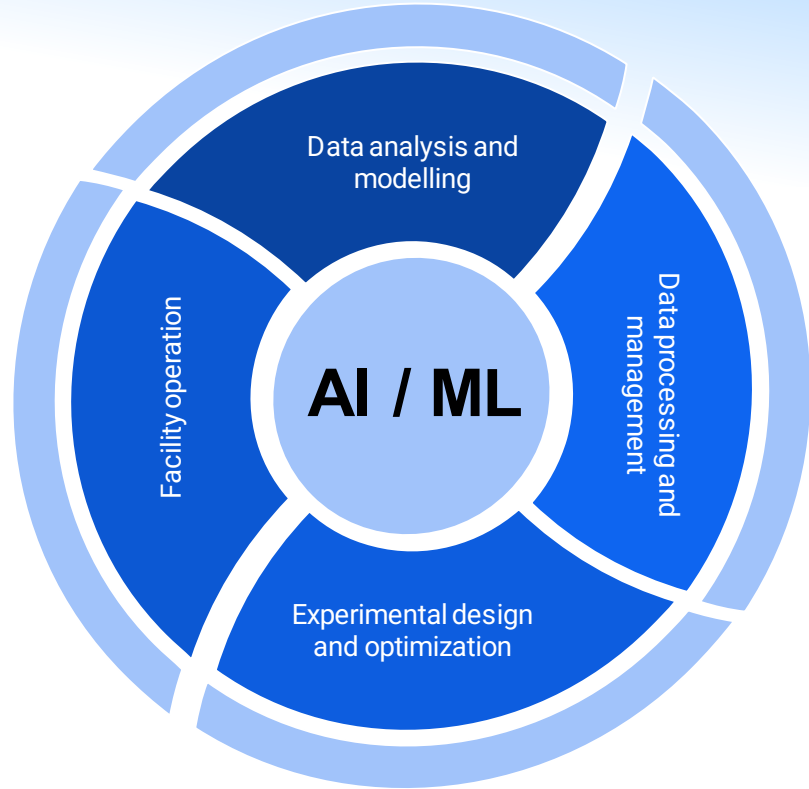 Data analysis and
modelling
Data processing and
management
AI / ML
Facility operation
Experimental design
and optimization